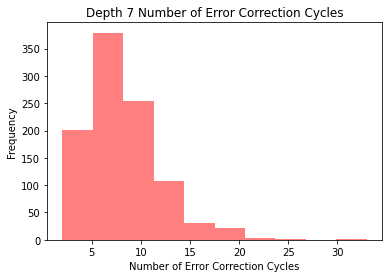 Depth 7 Number of Error Correction Cycles
Frequency
350
300
250
200
150
100
50
0
5 10 15 20 25 30
Number of Error Correction Cycles